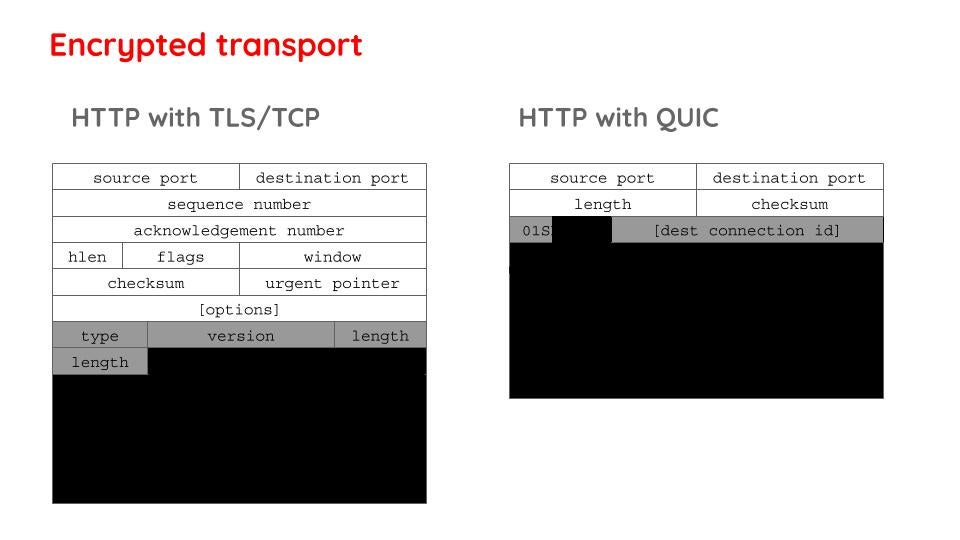 Encrypted transport
HTTP with TLS/TCP
source port destination port
sequence number
acknowledgement number
hlen flags window
checksum urgent pointer
[options]
type version length
length
HTTP with QUIC
source port destination port
length checksum
01S [dest connection id]